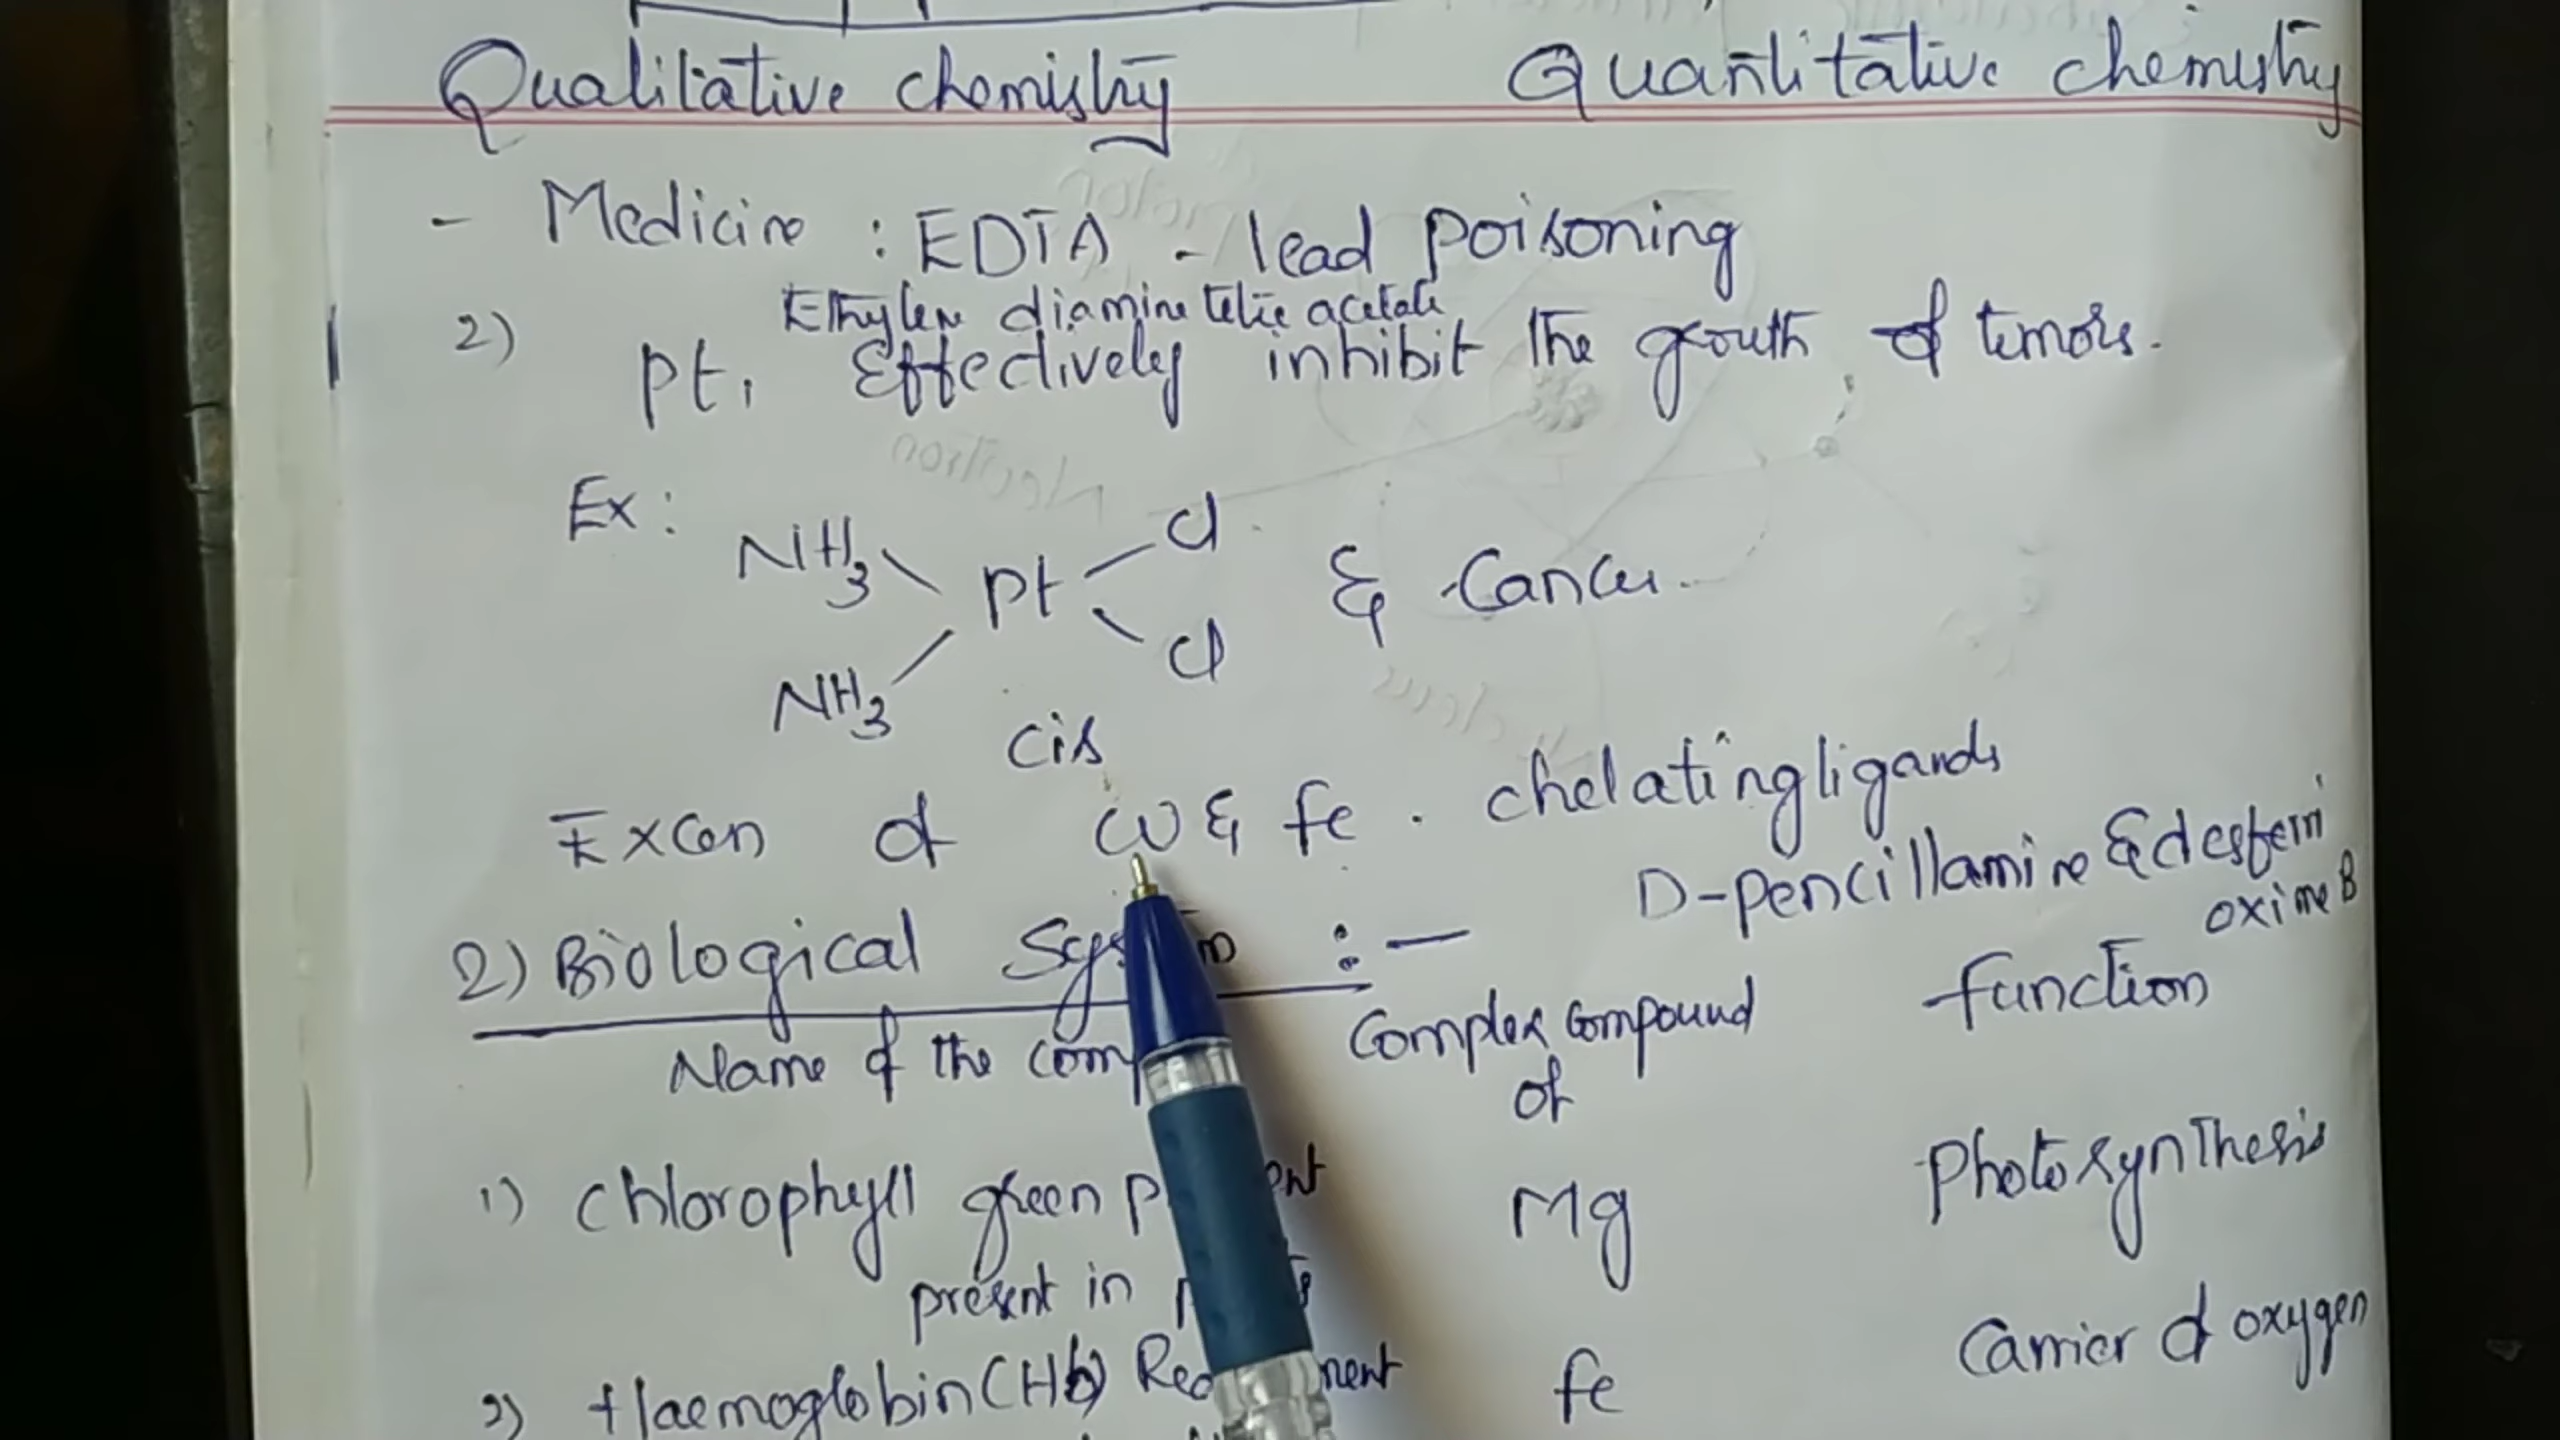 Qualitative chemistry Quantitative chemistry
- Medicine : EDTA - lead poisoning
Ethylene diamine tetra acetate
2) Pt, Effectively inhibit the growth of tumors.
Ex: NH3 Pt Cl & Cancer.
NH3 Cl
cis
of Cu & Fe . chelating ligands
D-pencillamine & desferri
oxime B
2) Biological :-
Name of the Complex compound function
of
1) Chlorophyll green Mg Photosynthesis
present in
2) Haemoglobin (Hb) Fe Carrier of oxygen